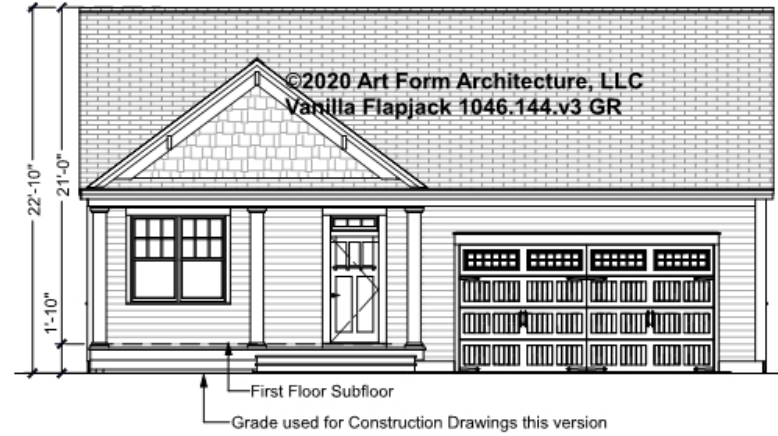 ©2020 Art Form Architecture, LLC
Vanilla Flapjack 1046.144.v3 GR
22'-10"
21'-0"
1'-10"
First Floor Subfloor
Grade used for Construction Drawings this version